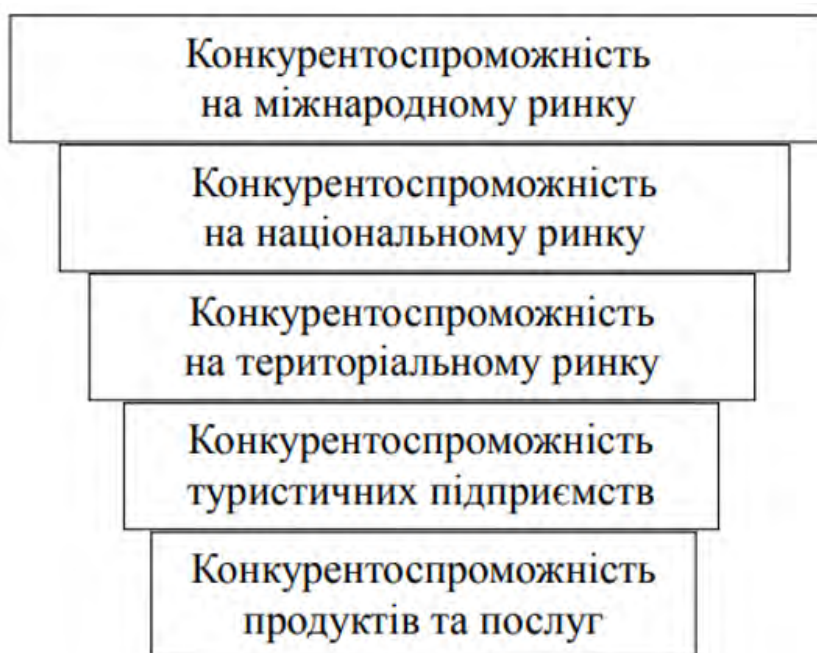 Конкурентоспроможність
на міжнародному ринку
Конкурентоспроможність
на національному ринку
Конкурентоспроможність
на територіальному ринку
Конкурентоспроможність
туристичних підприємств
Конкурентоспроможність
продуктів та послуг